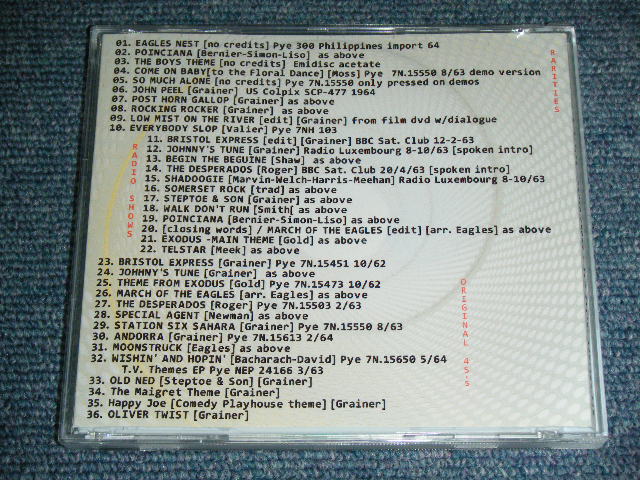 01. EAGLES NEST [no credits] Pye 300 Philippines import 64
02. POINCIANA [Bernier-Simon-Liso] as above
03. THE BOYS THEME [no credits] Emidisc acetate
04. COME ON BABY[to the Floral Dance] [Moss] Pye 7N.15550 8/63 demo version
05. SO MUCH ALONE [no credits] Pye 7N.15550 only pressed on demos
06. JOHN PEEL [Grainer] US Colpix SCP-477 1964
07. POST HORN GALLOP [Grainer] as above
08. ROCKING ROCKER [Grainer] as above
09. LOW MIST ON THE RIVER [edit] [Grainer] from film dvd w/dialogue
10. EVERYBODY SLOP [Valier] Pye 7NH 103
RARITIES
11. BRISTOL EXPRESS [edit] [Grainer] BBC Sat. Club 12-2-63
12. JOHNNY'S TUNE [Grainer] Radio Luxembourg 8-10/63 [spoken intro]
13. BEGIN THE BEGUINE [Shaw] as above
14. THE DESPERADOS [Roger] BBC Sat. Club 20/4/63 [spoken intro]
15. SHADOOGIE [Marvin-Welch-Harris-Meehan] Radio Luxembourg 8-10/63
16. SOMERSET ROCK [trad] as above
17. STEPTOE & SON [Grainer] as above
18. WALK DON'T RUN [Smith[ as above
19. POINCIANA [Bernier-Simon-Liso] as above
20. [closing words] / MARCH OF THE EAGLES [edit] [arr. Eagles] as above
21. EXODUS -MAIN THEME [Gold] as above
22. TELSTAR [Meek] as above
RADIO SHOWS
23. BRISTOL EXPRESS [Grainer] Pye 7N.15451 10/62
24. JOHHNY'S TUNE [Grainer] as above
25. THEME FROM EXODUS [Gold] Pye 7N.15473 10/62
26. MARCH OF THE EAGLES [arr. Eagles] as above
27. THE DESPERADOS [Roger] Pye 7N.15503 2/63
28. SPECIAL AGENT [Newman] as above
29. STATION SIX SAHARA [Grainer] Pye 7N.15550 8/63
30. ANDORRA [Grainer] Pye 7N.15613 2/64
31. MOONSTRUCK [Eagles] as above
32. WISHIN' AND HOPIN' [Bacharach-David] Pye 7N.15650 5/64
T.V. Themes EP Pye NEP 24166 3/63
33. OLD NED [Steptoe & Son] [Grainer]
34. The Maigret Theme [Grainer]
35. Happy Joe [Comedy Playhouse theme] [Grainer]
36. OLIVER TWIST [Grainer]
ORIGINAL 45'S